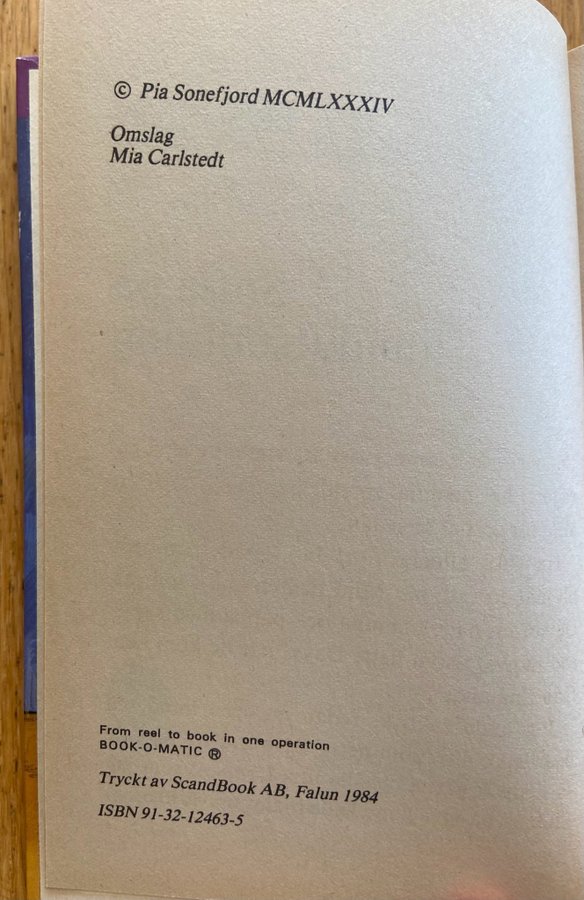 © Pia Sonefjord MCMLXXXIV
Omslag
Mia Carlstedt
From reel to book in one operation
BOOK-O-MATIC ®
Tryckt av ScandBook AB, Falun 1984
ISBN 91-32-12463-5